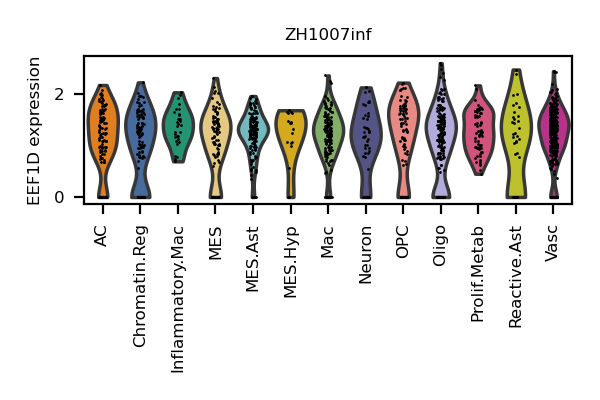 ZH1007inf
EEF1D expression
2
0
AC
Chromatin.Reg
Inflammatory.Mac
MES
MES.Ast
MES.Hyp
Mac
Neuron
OPC
Oligo
Prolif.Metab
Reactive.Ast
Vasc